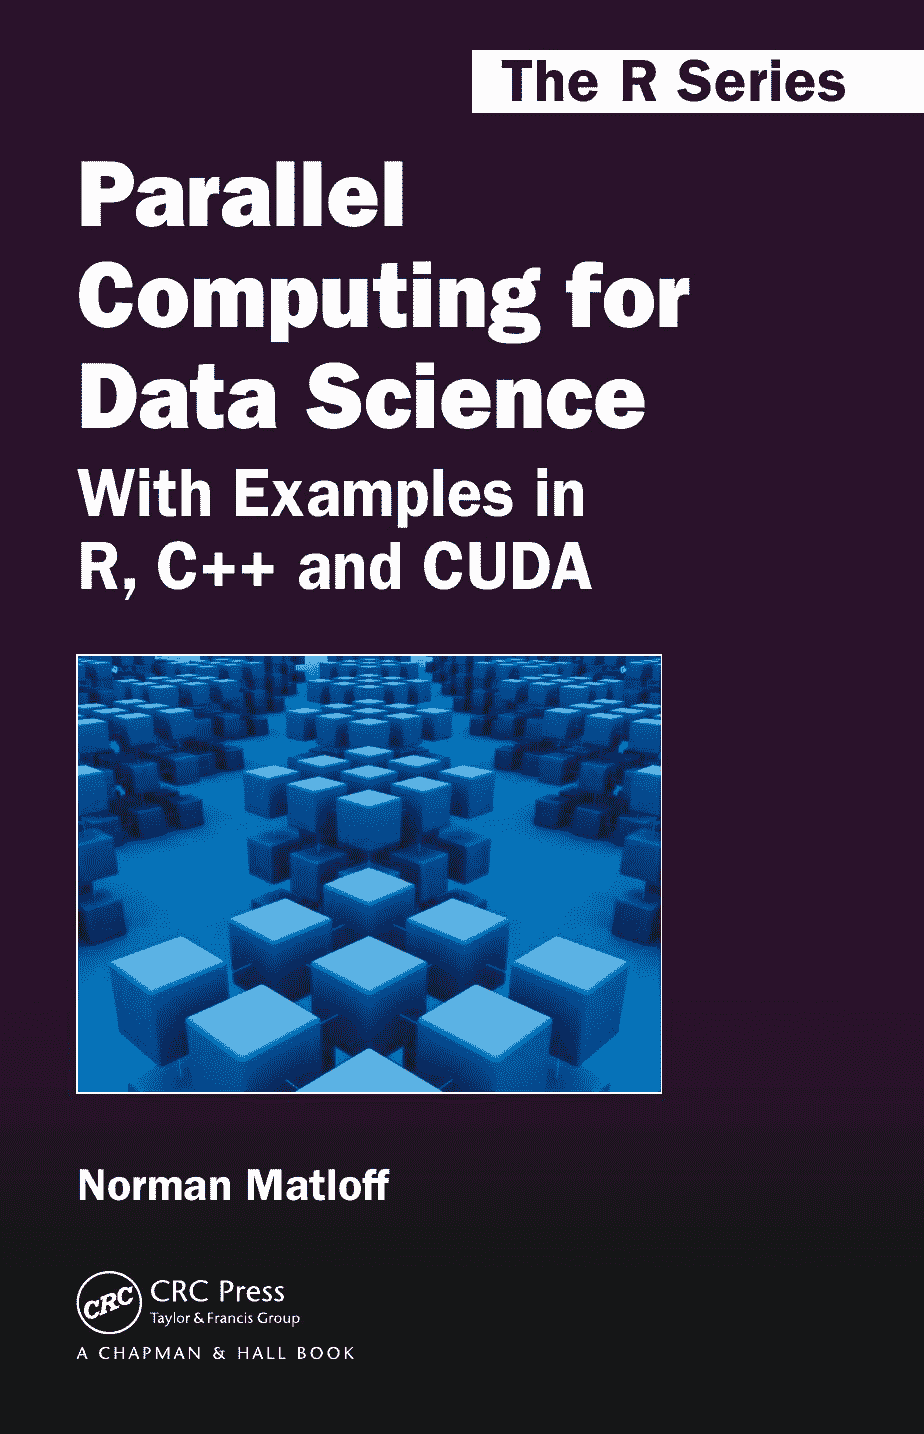 The R Series
Parallel
Computing for
Data Science
With Examples in
R, C++ and CUDA
Norman Matloff
CRC
CRC Press
Taylor & Francis Group
A CHAPMAN & HALL BOOK